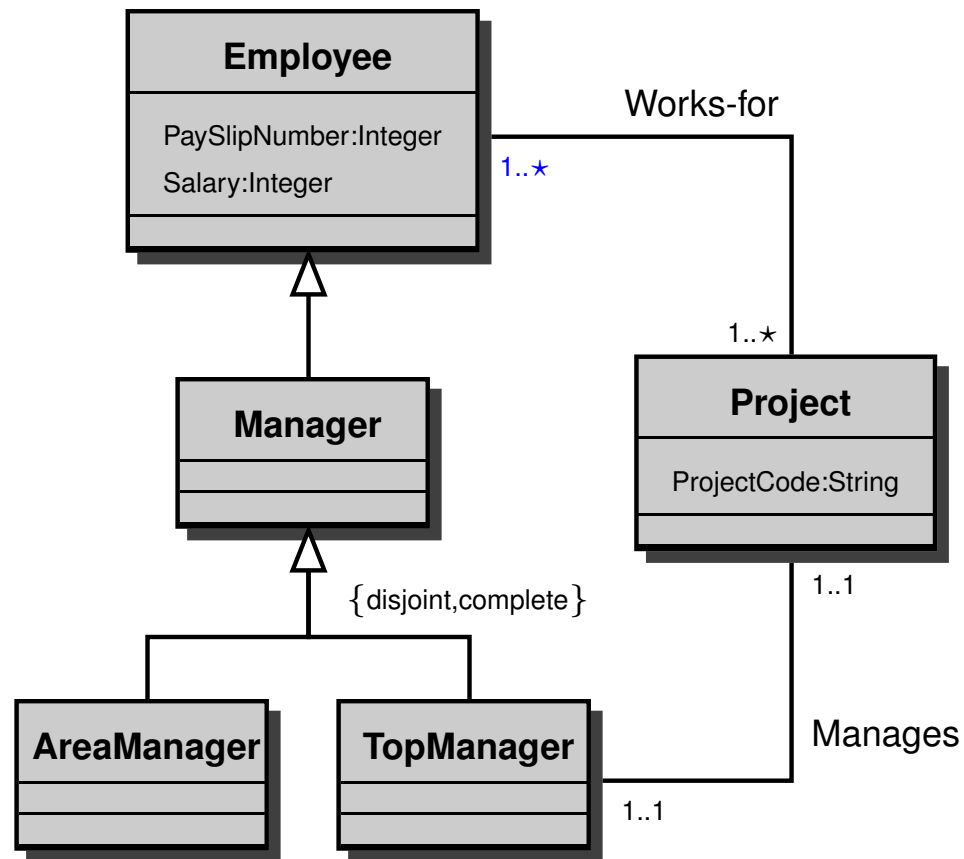 Employee
PaySlipNumber:Integer
Salary:Integer
Works-for
1..⋆
1..⋆
Manager
Project
ProjectCode:String
1..1
{disjoint,complete}
AreaManager
TopManager
Manages
1..1